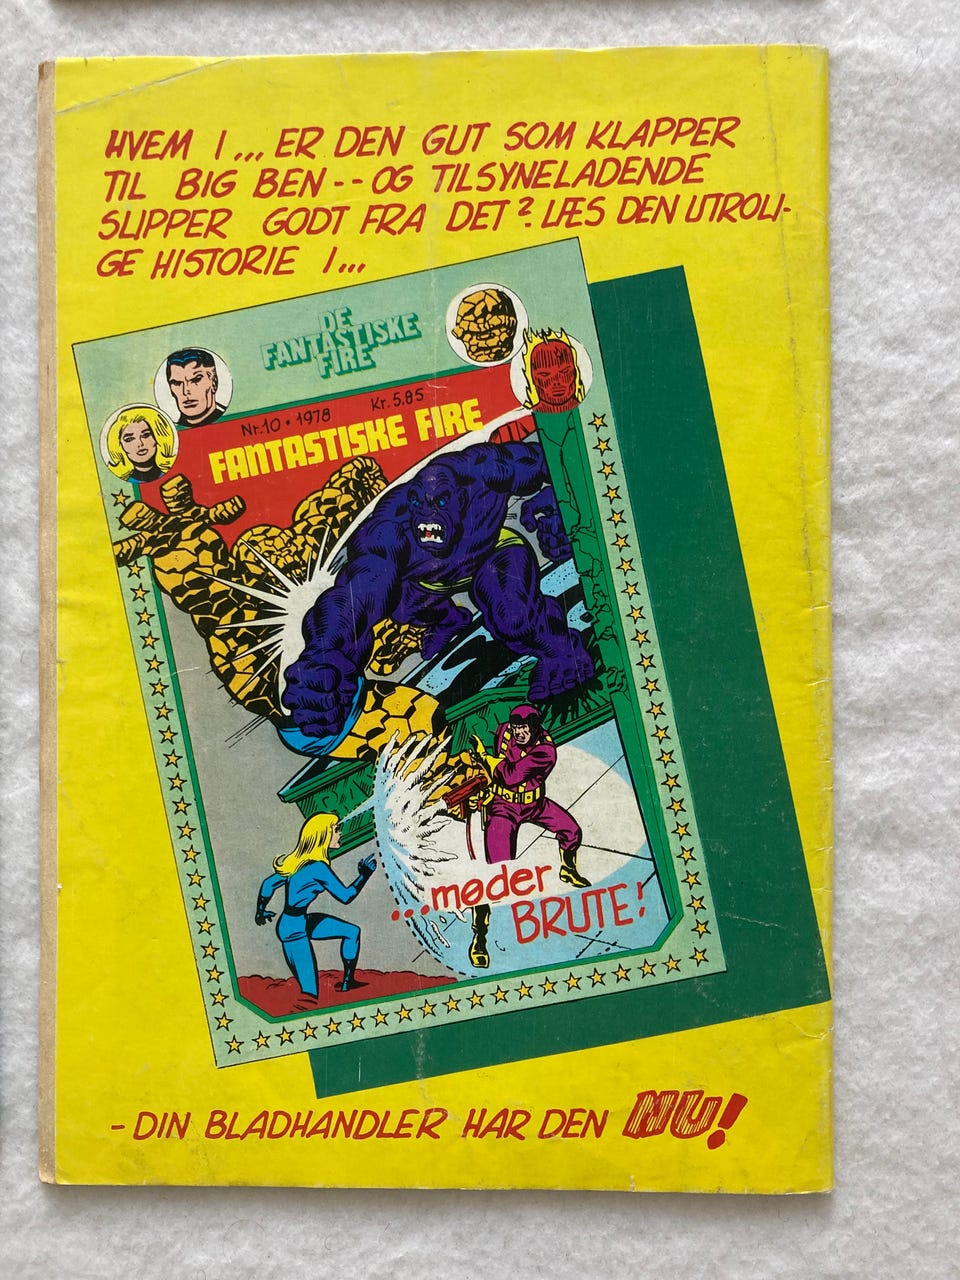 HVEM I... ER DEN GUT SOM KLAPPER
TIL BIG BEN -- OG TILSYNELADENDE
SLIPPER GODT FRA DET? LÆS DEN UTROLI-
GE HISTORIE I...
DE
FANTASTISKE
FIRE
Nr.10 • 1978 Kr. 5.85
FANTASTISKE FIRE
...møder
BRUTE!
- DIN BLADHANDLER HAR DEN NU!